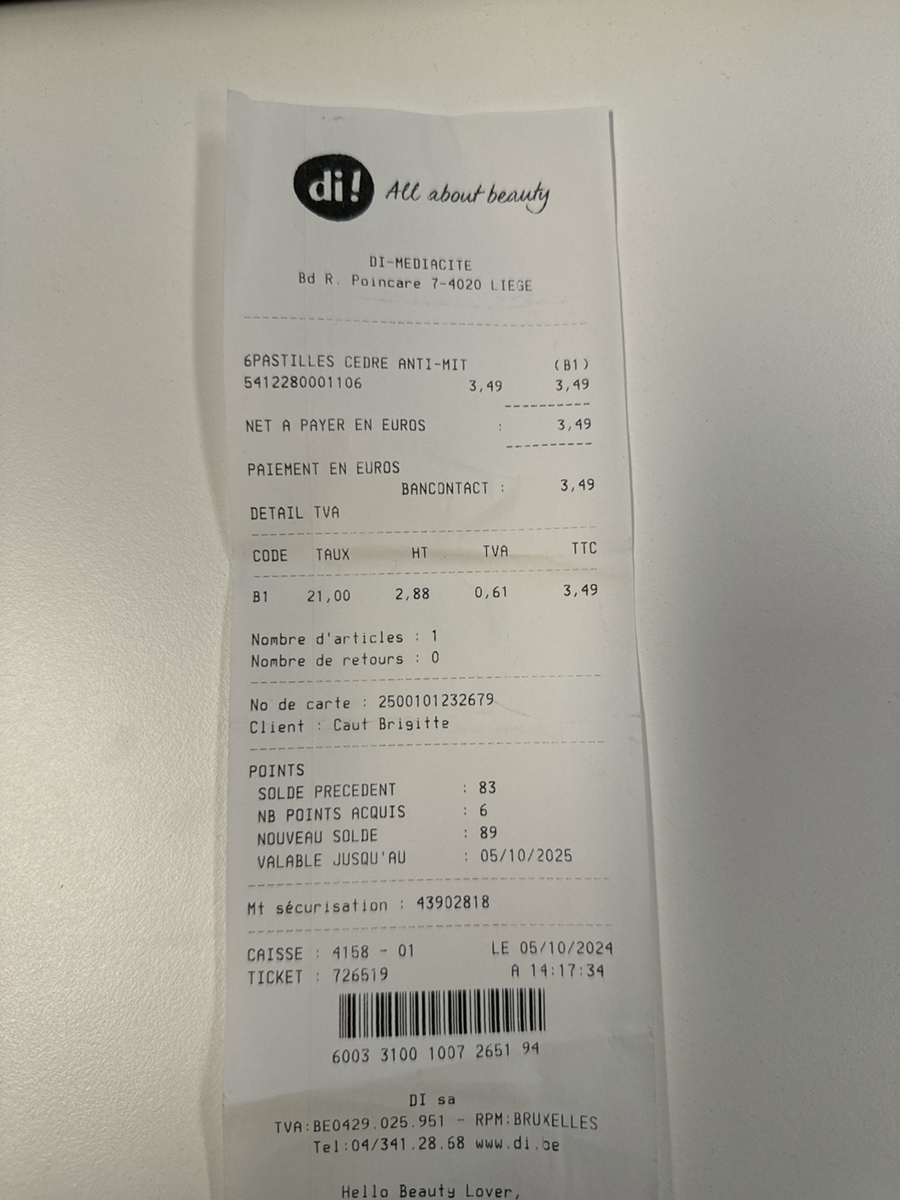 di! All about beauty
DI-MEDIACITE
Bd R. Poincare 7-4020 LIEGE
6PASTILLES CEDRE ANTI-MIT (B1)
5412280001106 3,49 3,49
NET A PAYER EN EUROS : 3,49
PAIEMENT EN EUROS
BANCONTACT : 3,49
DETAIL TVA
CODE TAUX HT TVA TTC
B1 21,00 2,88 0,61 3,49
Nombre d'articles : 1
Nombre de retours : 0
No de carte : 2500101232679
Client : Caut Brigitte
POINTS
SOLDE PRECEDENT : 83
NB POINTS ACQUIS : 6
NOUVEAU SOLDE : 89
VALABLE JUSQU'AU : 05/10/2025
Mt sécurisation : 43902818
CAISSE : 4158 - 01 LE 05/10/2024
TICKET : 726519 A 14:17:34
6003 3100 1007 2651 94
DI sa
TVA:BE0429.025.951 - RPM:BRUXELLES
Tel:04/341.28.68 www.di.be
Hello Beauty Lover,